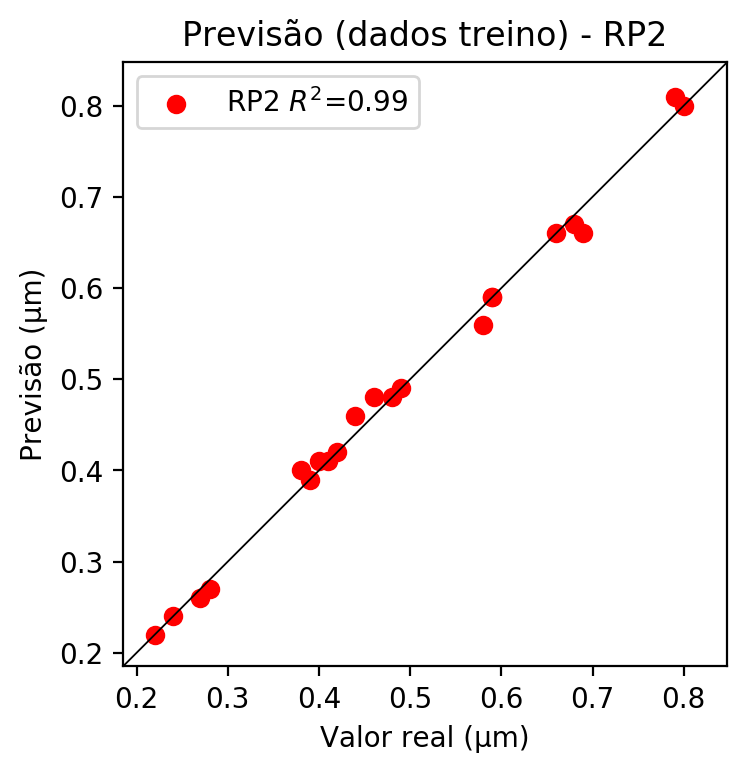 Previsão (dados treino) - RP2
RP2 R²=0.99
Previsão (μm)
0.8
0.7
0.6
0.5
0.4
0.3
0.2
0.2 0.3 0.4 0.5 0.6 0.7 0.8
Valor real (μm)